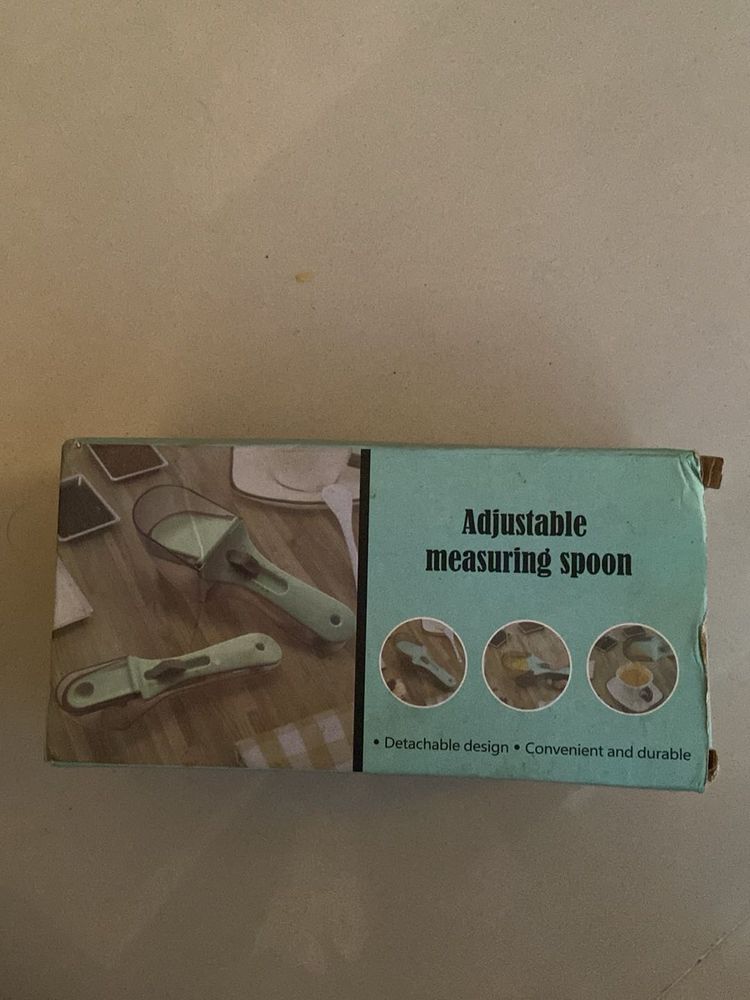 Adjustable
measuring spoon
• Detachable design • Convenient and durable